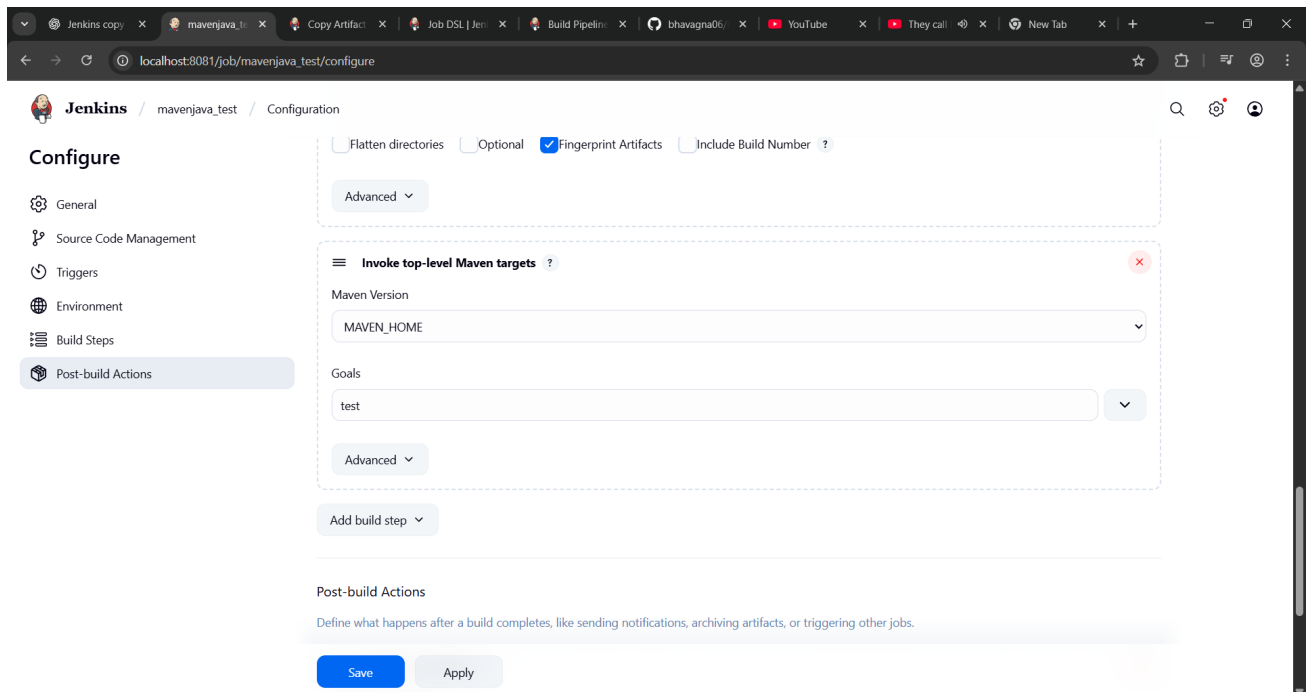 Jenkins copy
mavenjava_te
Copy Artifact
Job DSL | Jen
Build Pipeline
bhavagna06/
YouTube
They call
New Tab
localhost:8081/job/mavenjava_test/configure
Jenkins / mavenjava_test / Configuration
Configure
General
Source Code Management
Triggers
Environment
Build Steps
Post-build Actions
Flatten directories Optional Fingerprint Artifacts Include Build Number ?
Advanced
Invoke top-level Maven targets ?
Maven Version
MAVEN_HOME
Goals
test
Advanced
Add build step
Post-build Actions
Define what happens after a build completes, like sending notifications, archiving artifacts, or triggering other jobs.
Save Apply